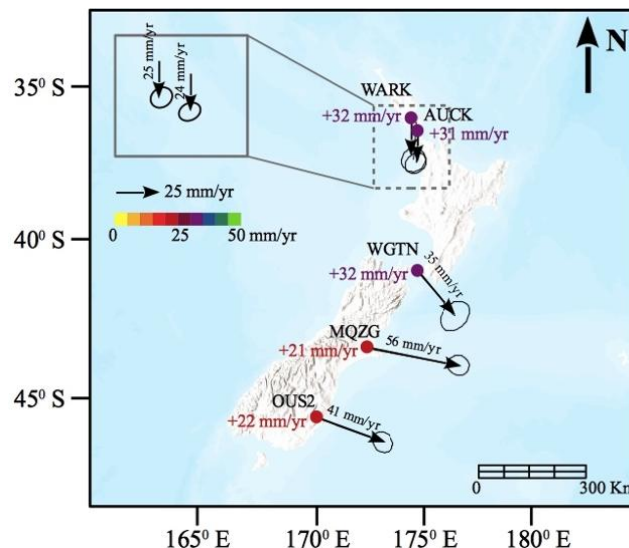 25 mm/yr
24 mm/yr
N
35⁰ S
WARK
+32 mm/yr
AUCK
+31 mm/yr
25 mm/yr
0 25 50 mm/yr
40⁰ S
WGTN
+32 mm/yr
35 mm/yr
MQZG
+21 mm/yr
56 mm/yr
45⁰ S
OUS2
+22 mm/yr
41 mm/yr
0 300 Km
165⁰ E 170⁰ E 175⁰ E 180⁰ E